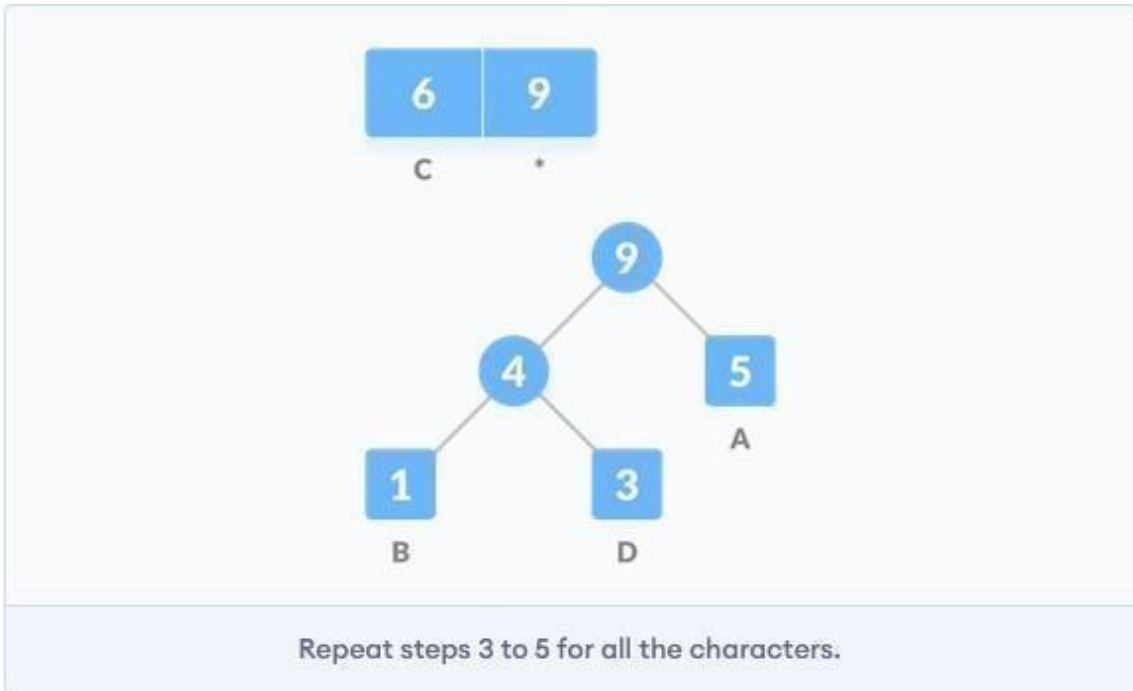 6 9
C *
9
4 5
A
1 3
B D
Repeat steps 3 to 5 for all the characters.